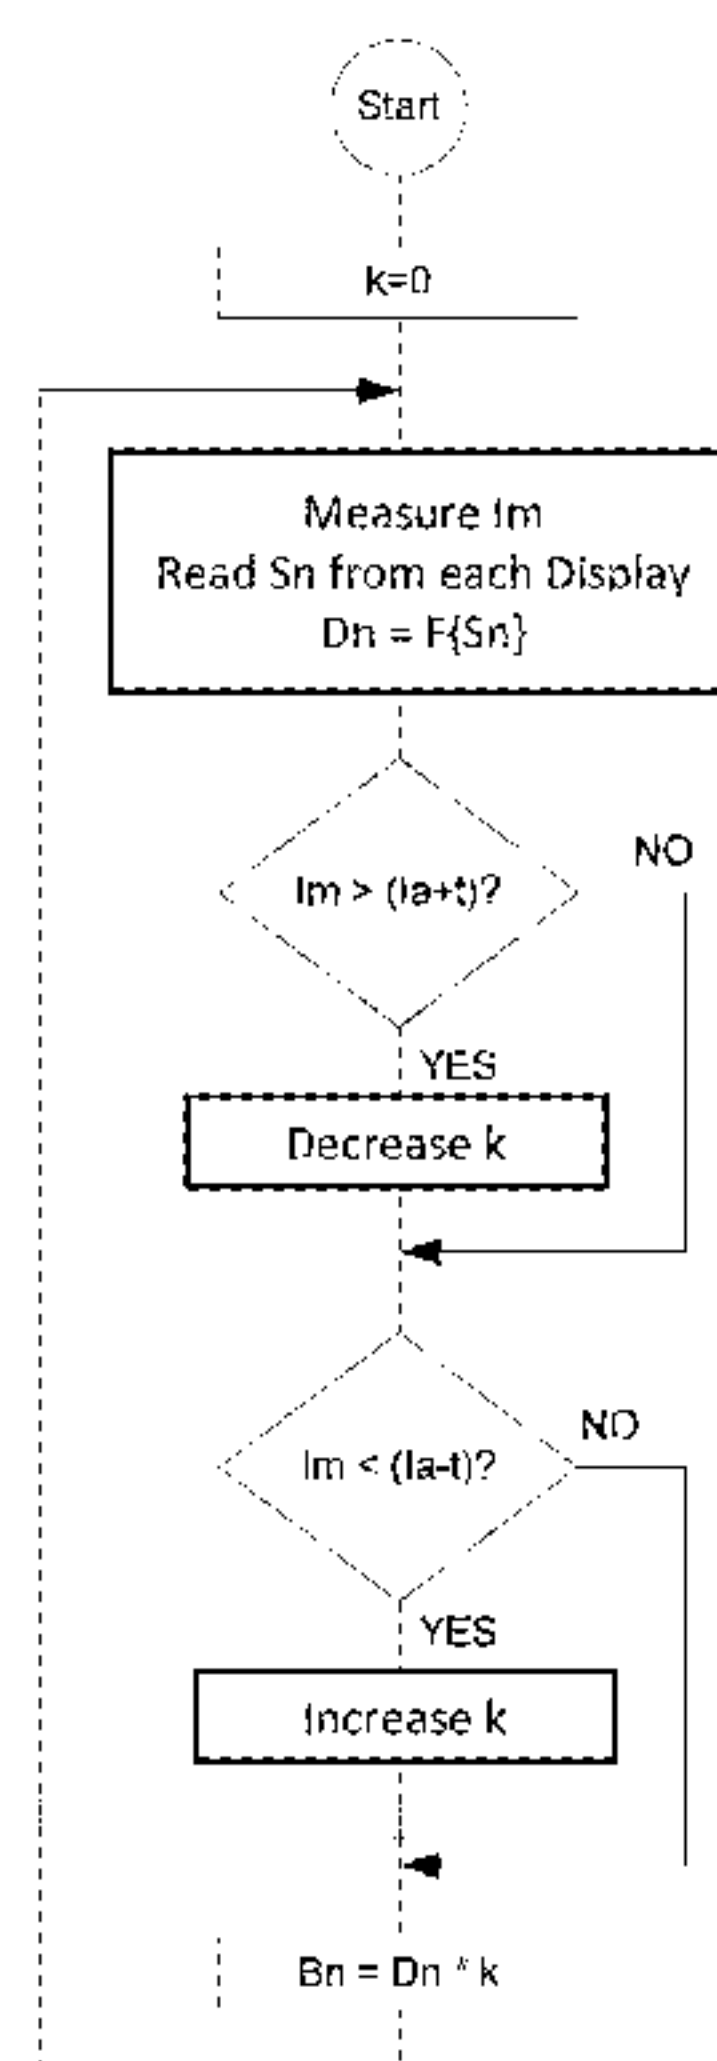 Start
k=0
Measure Im
Read Sn from each Display
Dn = F{Sn}
Im > (Ia+t)?
NO
YES
Decrease k
Im < (Ia-t)?
NO
YES
Increase k
Bn = Dn * k